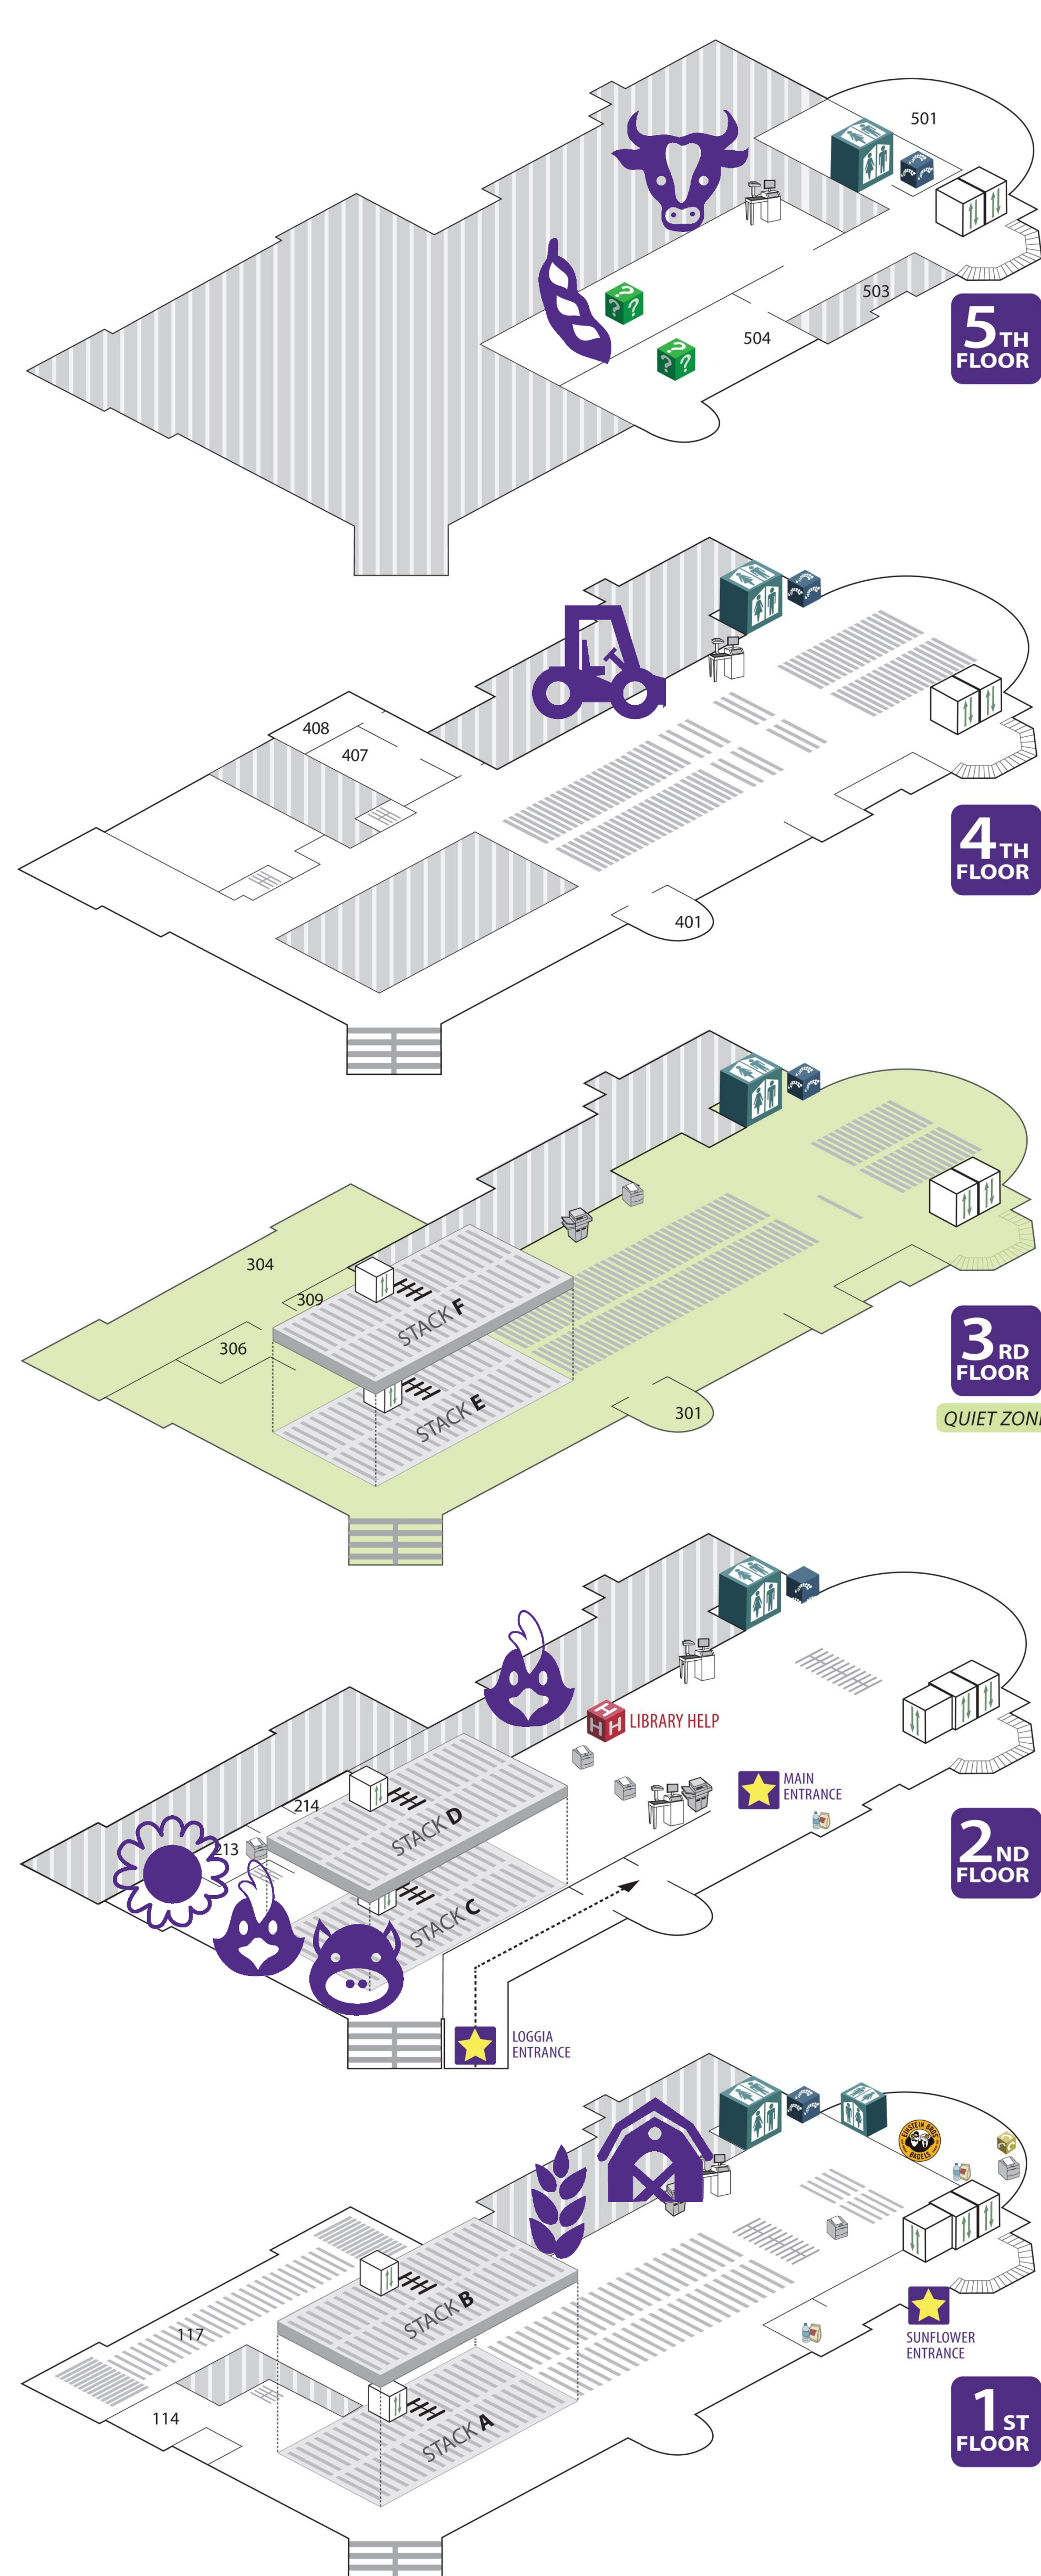 501
503
504
5TH
FLOOR
408
407
401
4TH
FLOOR
304
309
306
STACK F
STACK E
301
3RD
FLOOR
QUIET ZON
LIBRARY HELP
MAIN
ENTRANCE
214
213
STACK D
STACK C
2ND
FLOOR
LOGGIA
ENTRANCE
EINSTEIN BROS
BAGELS
117
STACK B
SUNFLOWER
ENTRANCE
114
STACK A
1ST
FLOOR